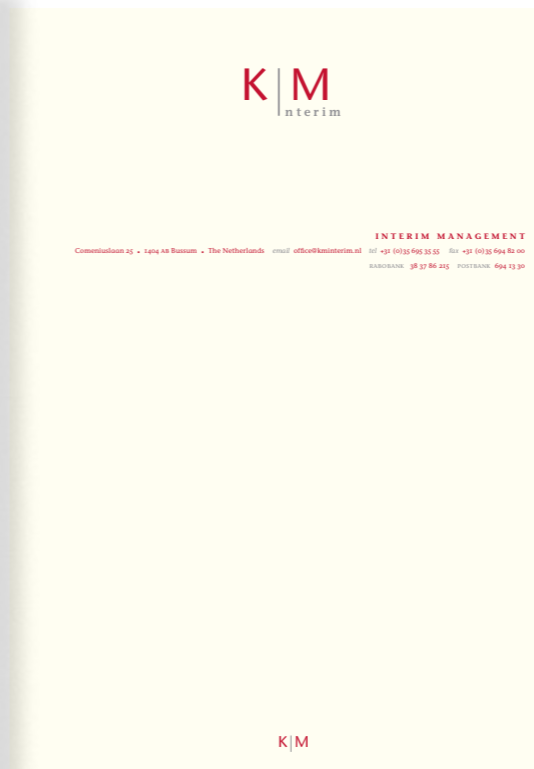 K|M
nterim
INTERIM MANAGEMENT
Comeniuslaan 25 • 1404 AB Bussum • The Netherlands email office@kminterim.nl tel +31 (0)35 695 35 55 fax +31 (0)35 694 82 00
RABOBANK 38 37 86 215 POSTBANK 694 13 30
K|M